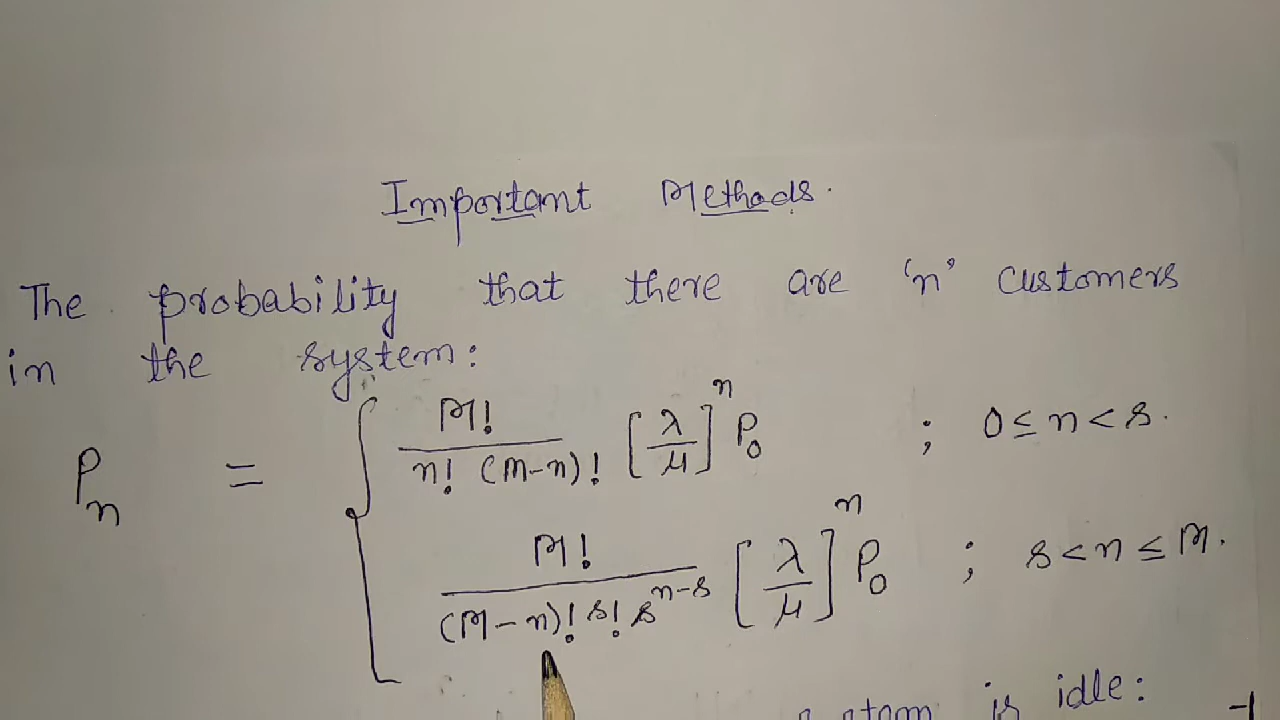 Important Methods.
The probability that there are 'n' customers
in the system:
Pn = { M! / n! (M-n)! [λ/μ]^n P0 ; 0 ≤ n < s.
M! / (M-n)! s! s^(n-s) [λ/μ]^n P0 ; s < n ≤ M.
is idle: